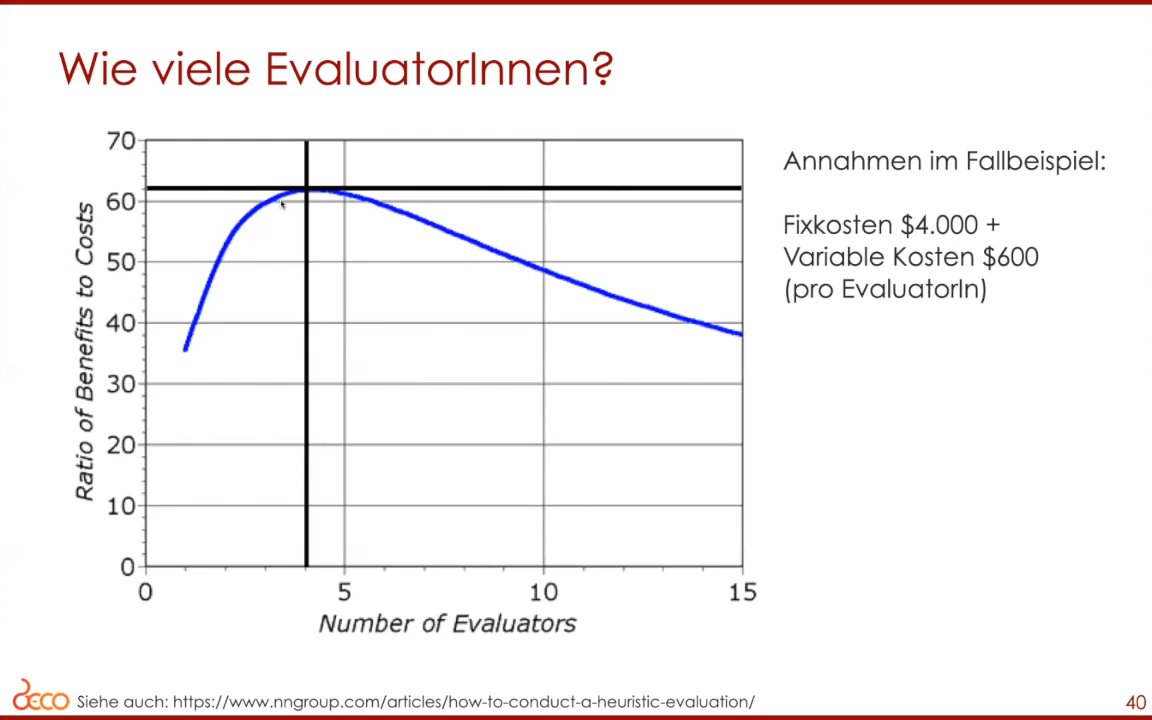 Wie viele EvaluatorInnen?
70
60
50
40
30
20
10
0
Ratio of Benefits to Costs
0 5 10 15
Number of Evaluators
Annahmen im Fallbeispiel:
Fixkosten $4.000 +
Variable Kosten $600
(pro EvaluatorIn)
DECO Siehe auch: https://www.nngroup.com/articles/how-to-conduct-a-heuristic-evaluation/
40